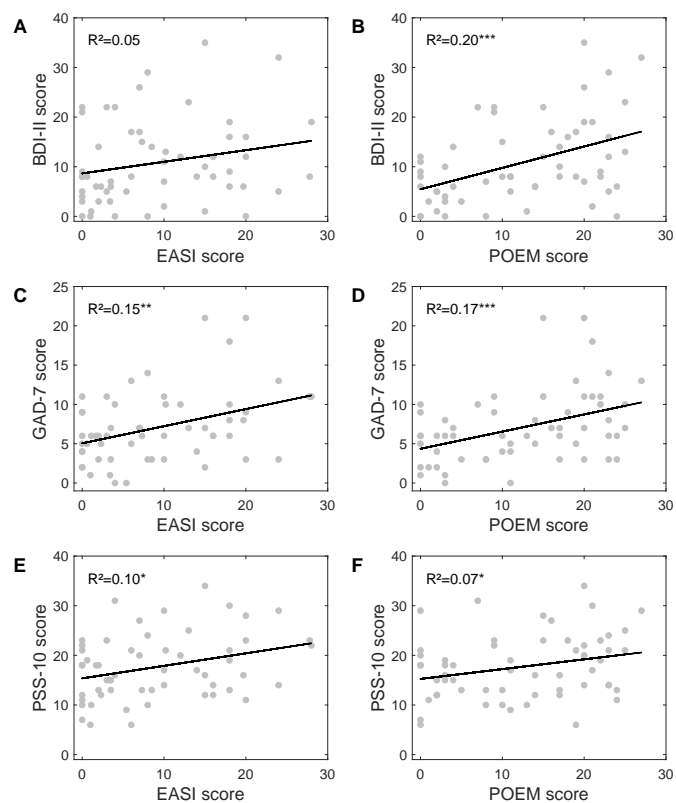 A
R²=0.05
BDI-II score
40
30
20
10
0
0 10 20 30
EASI score
B
R²=0.20***
BDI-II score
40
30
20
10
0
0 10 20 30
POEM score
C
R²=0.15**
GAD-7 score
25
20
15
10
5
0
0 10 20 30
EASI score
D
R²=0.17***
GAD-7 score
25
20
15
10
5
0
0 10 20 30
POEM score
E
R²=0.10*
PSS-10 score
40
30
20
10
0
0 10 20 30
EASI score
F
R²=0.07*
PSS-10 score
40
30
20
10
0
0 10 20 30
POEM score